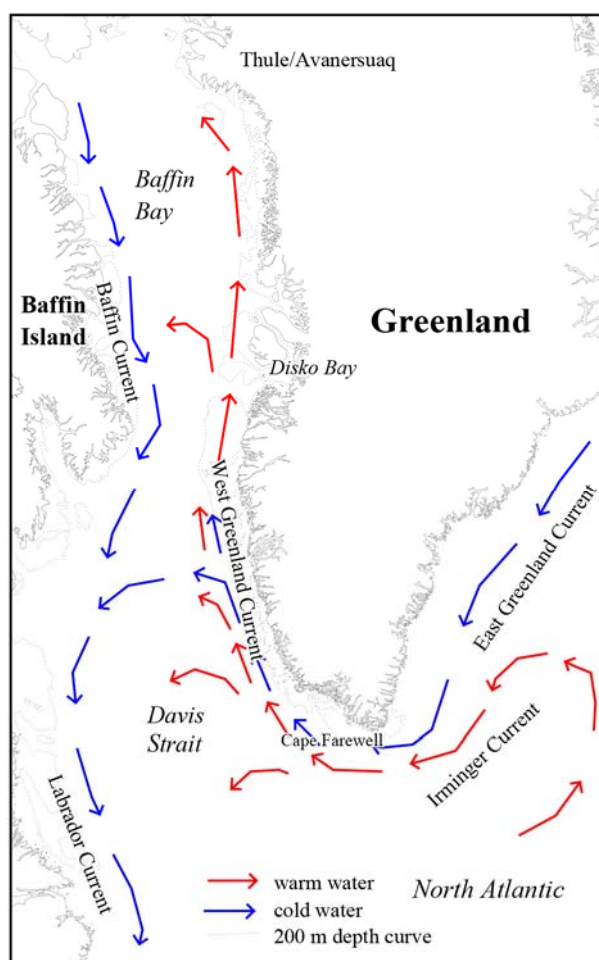 Thule/Avanersuaq
Baffin
Bay
Baffin
Island
Baffin Current
Greenland
Disko Bay
West Greenland Current
East Greenland Current
Davis
Strait
Cape Farewell
Irminger Current
Labrador Current
warm water
cold water
200 m depth curve
North Atlantic